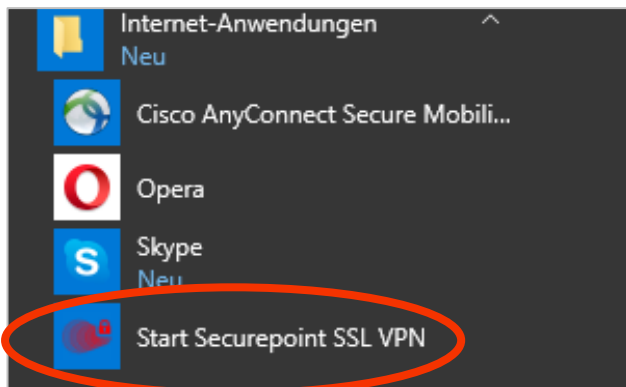 Internet-Anwendungen
Neu
Cisco AnyConnect Secure Mobili...
Opera
Skype
Neu
Start Securepoint SSL VPN